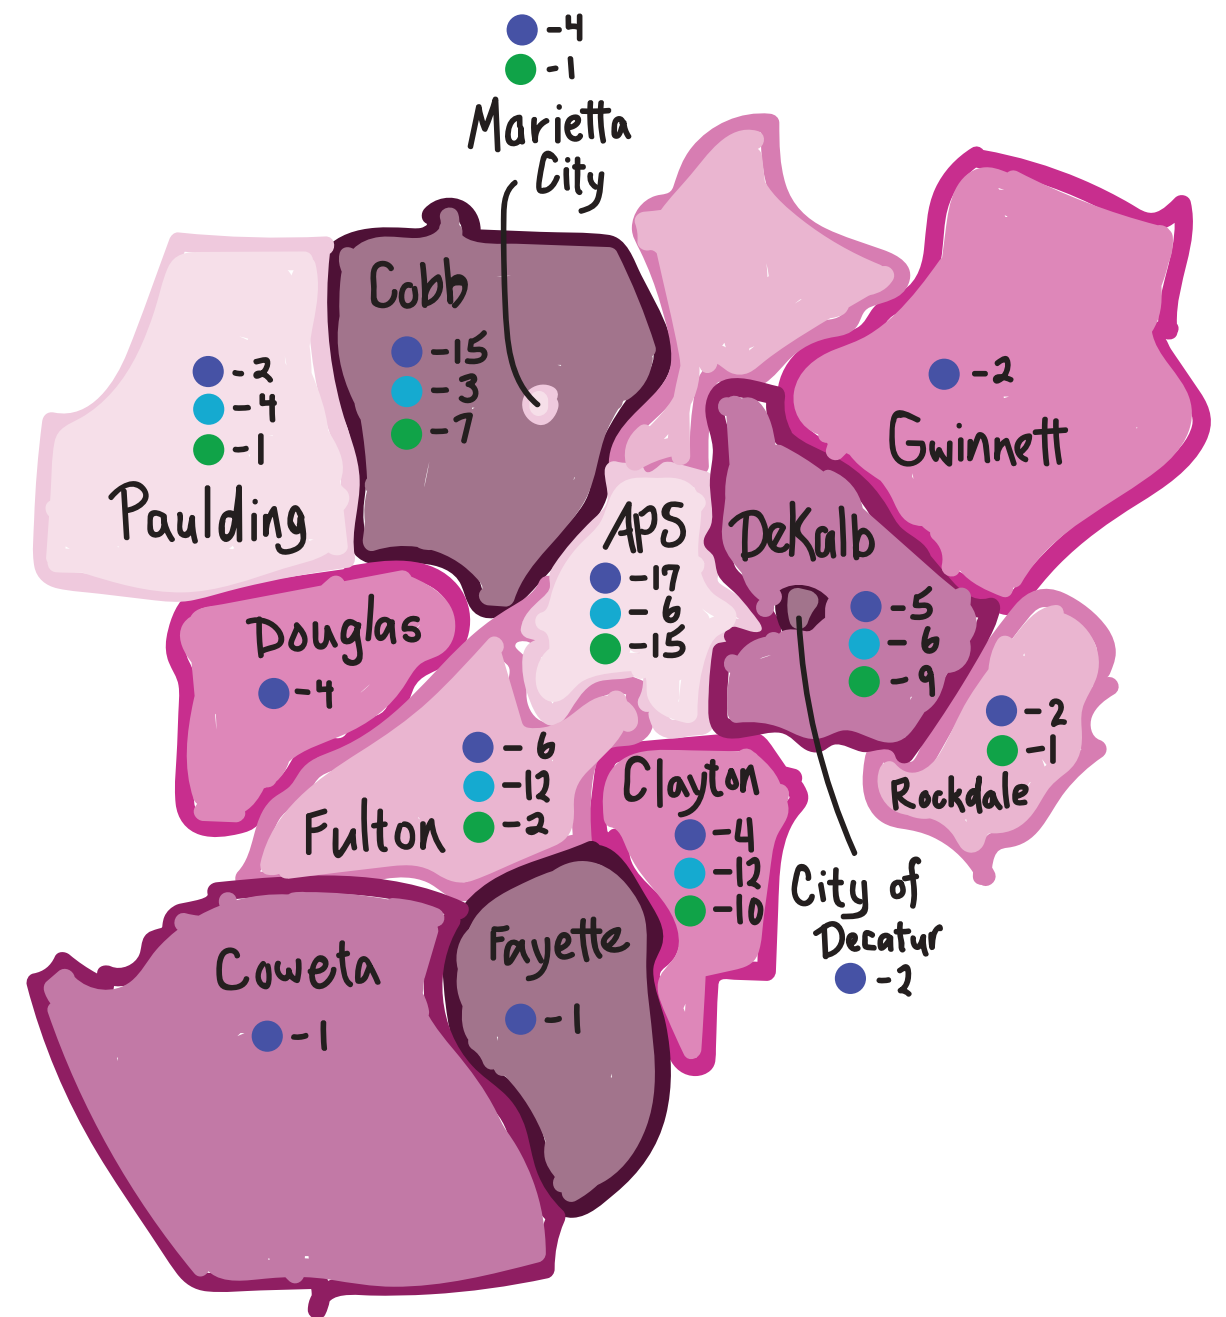 -4
-1
Marietta
City
Cobb
-15
-3
-7
-2
-4
-1
Paulding
-2
Gwinnett
APS
-17
-6
-15
DeKalb
-5
-6
-9
Douglas
-4
-6
-12
-2
Fulton
Clayton
-4
-12
-10
-2
-1
Rockdale
City of
Decatur
-2
Coweta
-1
Fayette
-1